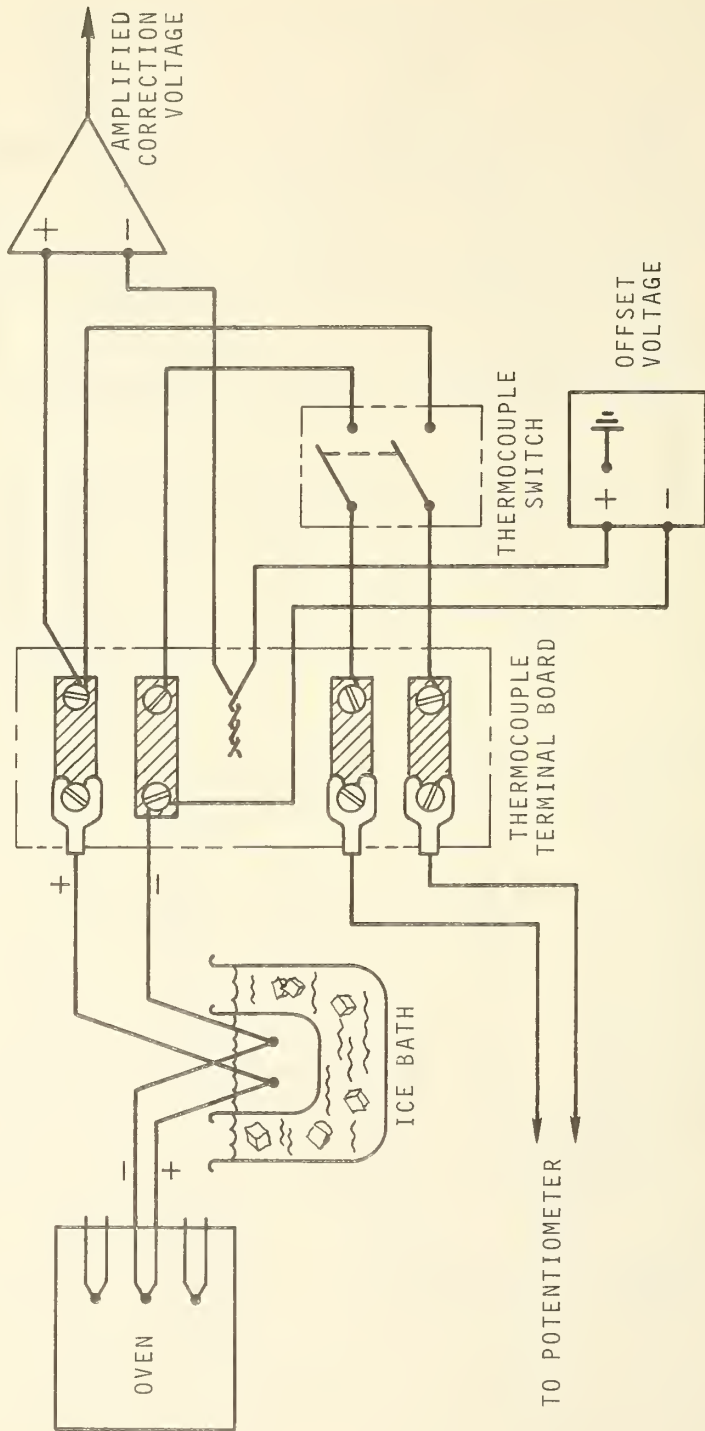 AMPLIFIED
CORRECTION
VOLTAGE
+
-
OFFSET
VOLTAGE
+
-
THERMOCOUPLE
SWITCH
THERMOCOUPLE
TERMINAL BOARD
+
-
ICE BATH
-
+
OVEN
TO POTENTIOMETER